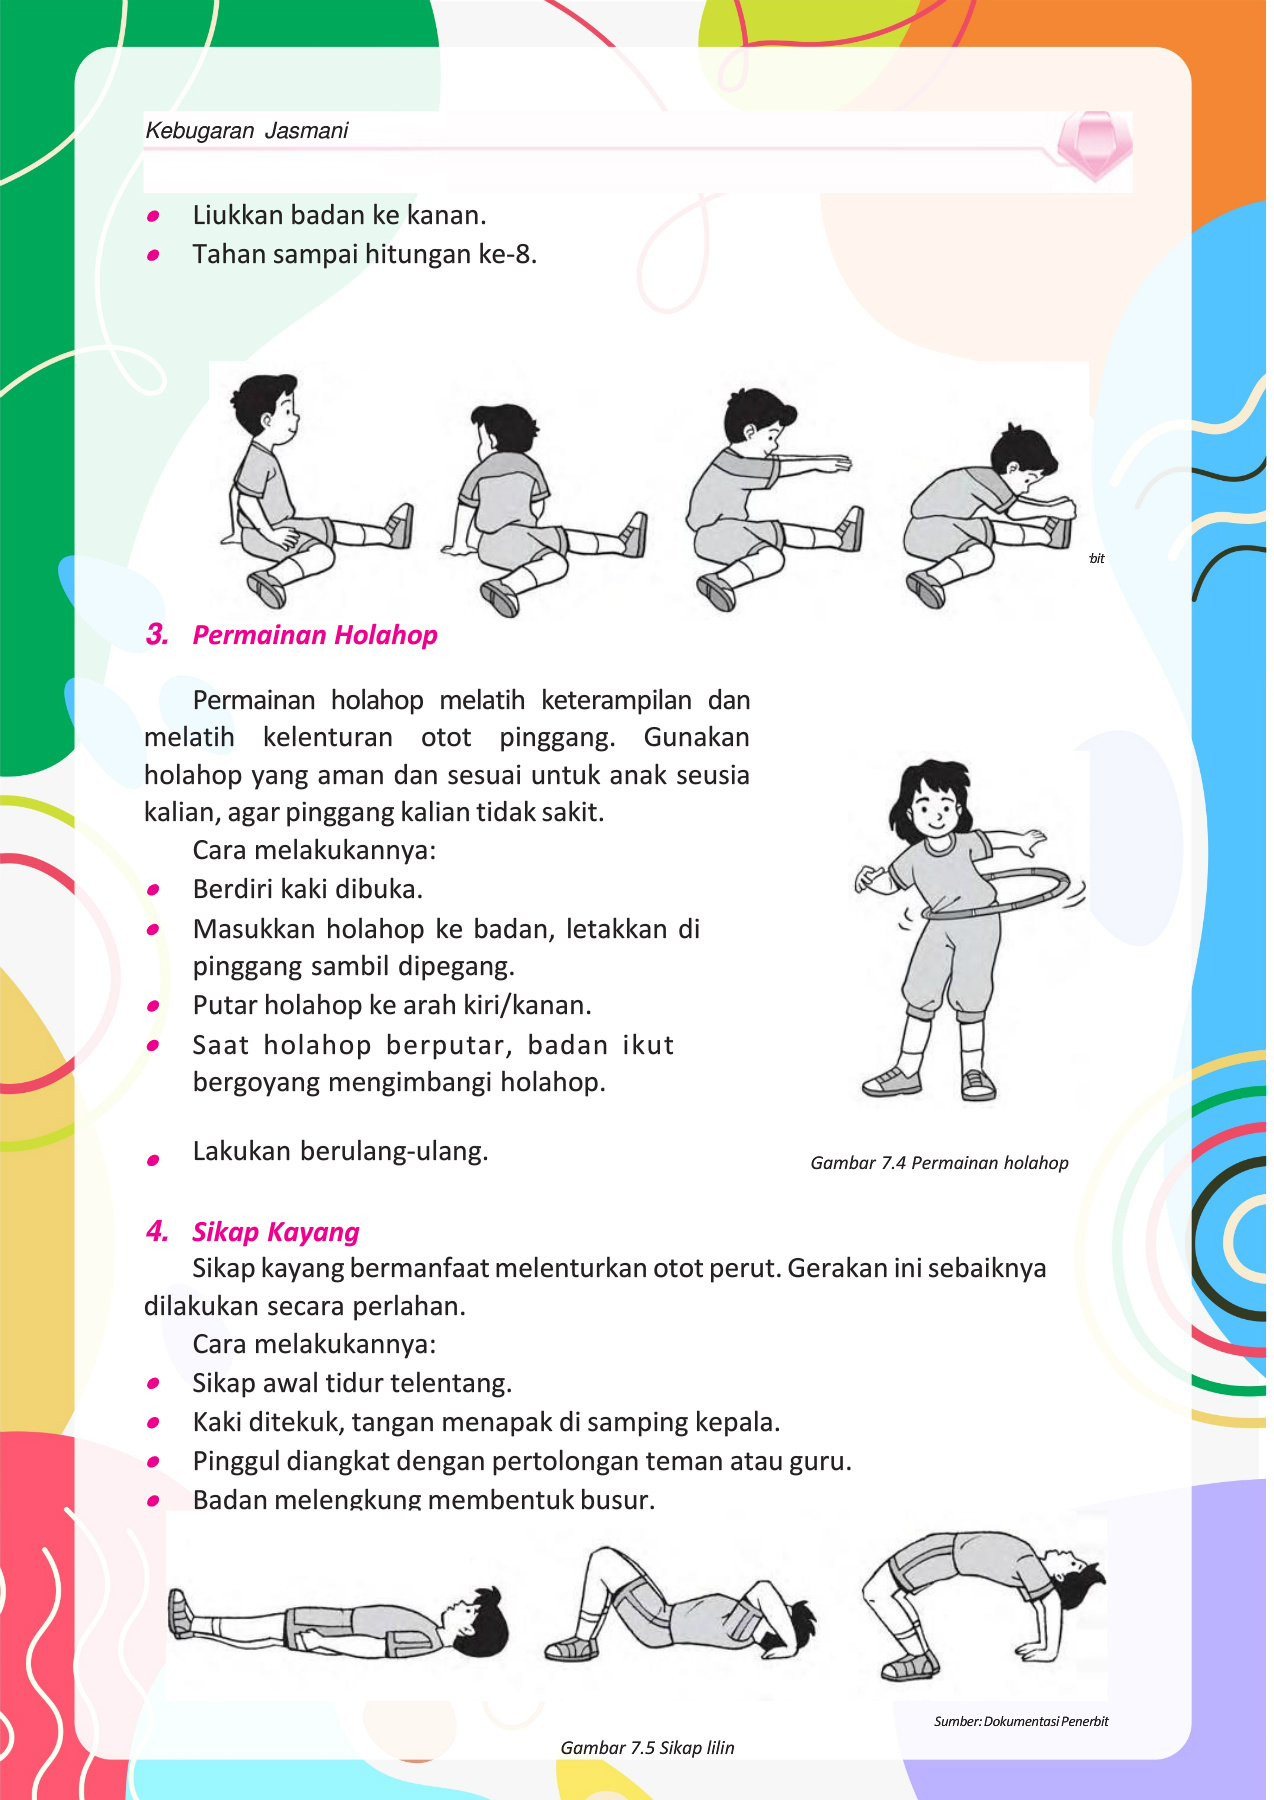 Kebugaran Jasmani
• Liukkan badan ke kanan.
• Tahan sampai hitungan ke-8.
3. Permainan Holahop
Permainan holahop melatih keterampilan dan
melatih kelenturan otot pinggang. Gunakan
holahop yang aman dan sesuai untuk anak seusia
kalian, agar pinggang kalian tidak sakit.
Cara melakukannya:
• Berdiri kaki dibuka.
• Masukkan holahop ke badan, letakkan di
pinggang sambil dipegang.
• Putar holahop ke arah kiri/kanan.
• Saat holahop berputar, badan ikut
bergoyang mengimbangi holahop.
• Lakukan berulang-ulang.
Gambar 7.4 Permainan holahop
4. Sikap Kayang
Sikap kayang bermanfaat melenturkan otot perut. Gerakan ini sebaiknya
dilakukan secara perlahan.
Cara melakukannya:
• Sikap awal tidur telentang.
• Kaki ditekuk, tangan menapak di samping kepala.
• Pinggul diangkat dengan pertolongan teman atau guru.
• Badan melengkung membentuk busur.
Sumber: Dokumentasi Penerbit
Gambar 7.5 Sikap lilin